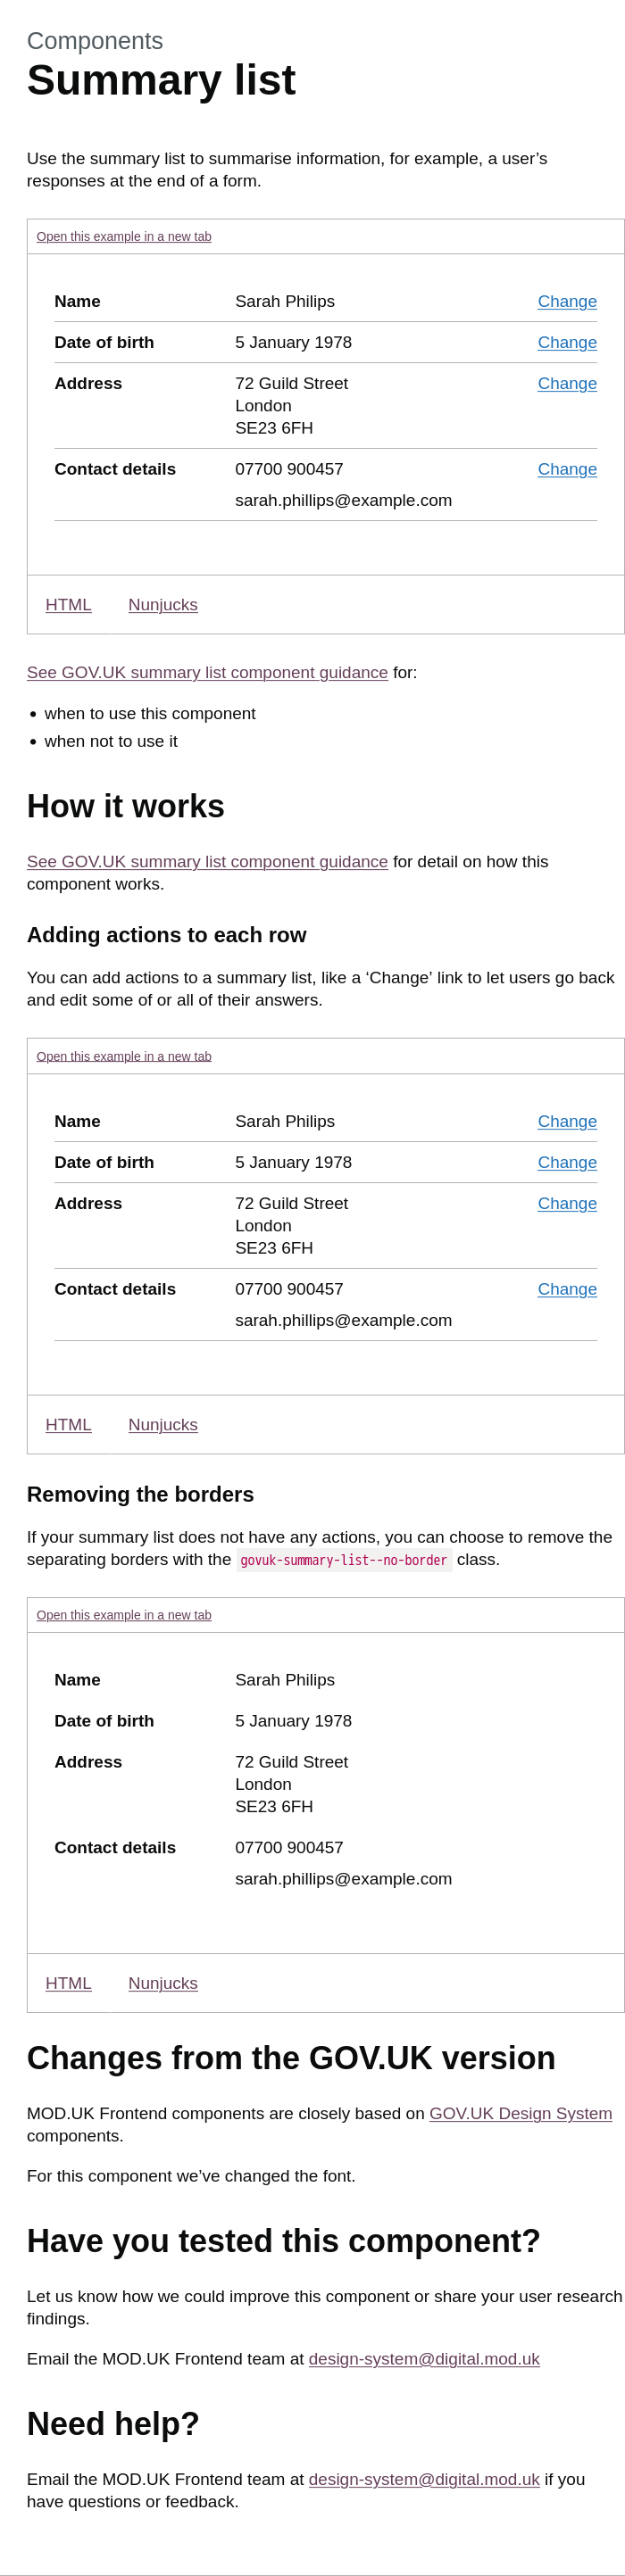 Components
Summary list
Use the summary list to summarise information, for example, a user’s
responses at the end of a form.
Open this example in a new tab
Name Sarah Philips Change
Date of birth 5 January 1978 Change
Address 72 Guild Street Change
London
SE23 6FH
Contact details 07700 900457 Change
sarah.phillips@example.com
HTML Nunjucks
See GOV.UK summary list component guidance for:
• when to use this component
• when not to use it
How it works
See GOV.UK summary list component guidance for detail on how this
component works.
Adding actions to each row
You can add actions to a summary list, like a ‘Change’ link to let users go back
and edit some of or all of their answers.
Open this example in a new tab
Name Sarah Philips Change
Date of birth 5 January 1978 Change
Address 72 Guild Street Change
London
SE23 6FH
Contact details 07700 900457 Change
sarah.phillips@example.com
HTML Nunjucks
Removing the borders
If your summary list does not have any actions, you can choose to remove the
separating borders with the govuk-summary-list--no-border class.
Open this example in a new tab
Name Sarah Philips
Date of birth 5 January 1978
Address 72 Guild Street
London
SE23 6FH
Contact details 07700 900457
sarah.phillips@example.com
HTML Nunjucks
Changes from the GOV.UK version
MOD.UK Frontend components are closely based on GOV.UK Design System
components.
For this component we’ve changed the font.
Have you tested this component?
Let us know how we could improve this component or share your user research
findings.
Email the MOD.UK Frontend team at design-system@digital.mod.uk
Need help?
Email the MOD.UK Frontend team at design-system@digital.mod.uk if you
have questions or feedback.